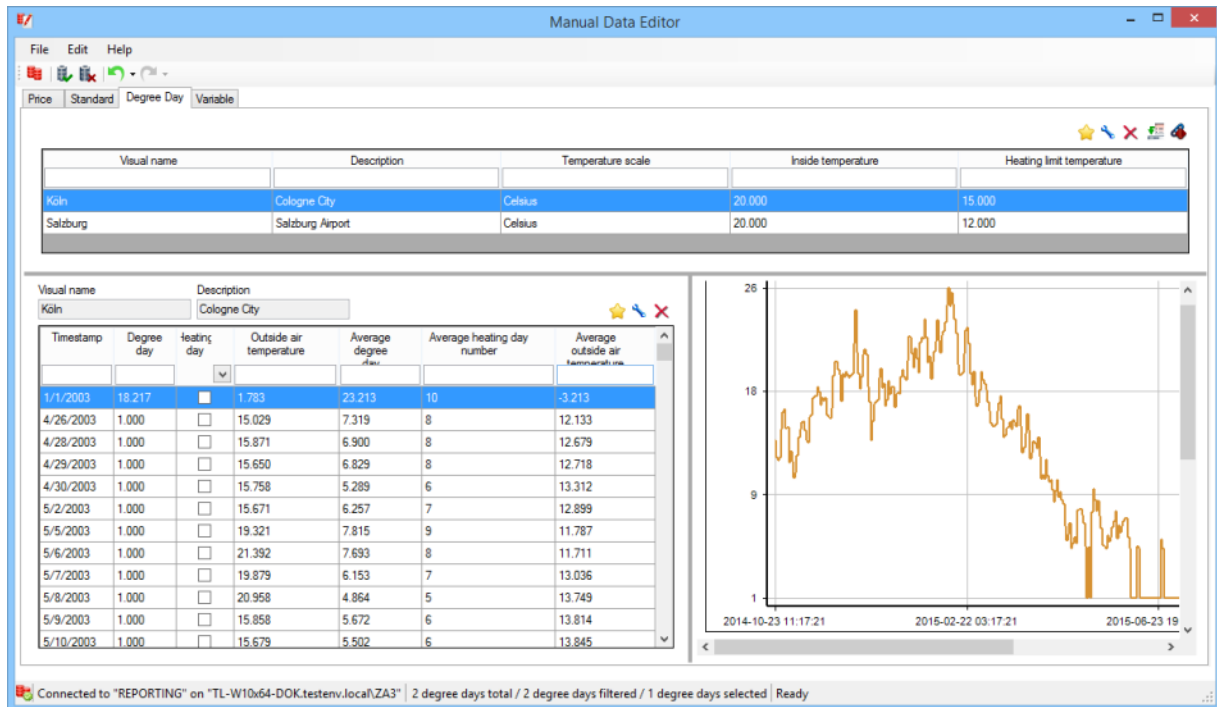 Manual Data Editor
File Edit Help
Price Standard Degree Day Variable
Visual name Description Temperature scale Inside temperature Heating limit temperature
Köln Cologne City Celsius 20.000 15.000
Salzburg Salzburg Airport Celsius 20.000 12.000
Visual name Description
Köln Cologne City
Timestamp Degree day Heating day Outside air temperature Average degree day Average heating day number Average outside air temperature
1/1/2003 18.217 1.783 23.213 10 -3.213
4/26/2003 1.000 15.029 7.319 8 12.133
4/28/2003 1.000 15.871 6.900 8 12.679
4/29/2003 1.000 15.650 6.829 8 12.718
4/30/2003 1.000 15.758 5.289 6 13.312
5/2/2003 1.000 15.671 6.257 7 12.899
5/5/2003 1.000 19.321 7.815 9 11.787
5/6/2003 1.000 21.392 7.693 8 11.711
5/7/2003 1.000 19.879 6.153 7 13.036
5/8/2003 1.000 20.958 4.864 5 13.749
5/9/2003 1.000 15.858 5.672 6 13.814
5/10/2003 1.000 15.679 5.502 6 13.845
26
18
9
1
2014-10-23 11:17:21 2015-02-22 03:17:21 2015-06-23 19
Connected to "REPORTING" on "TL-W10x64-DOK.testenv.local\ZA3" 2 degree days total / 2 degree days filtered / 1 degree days selected Ready